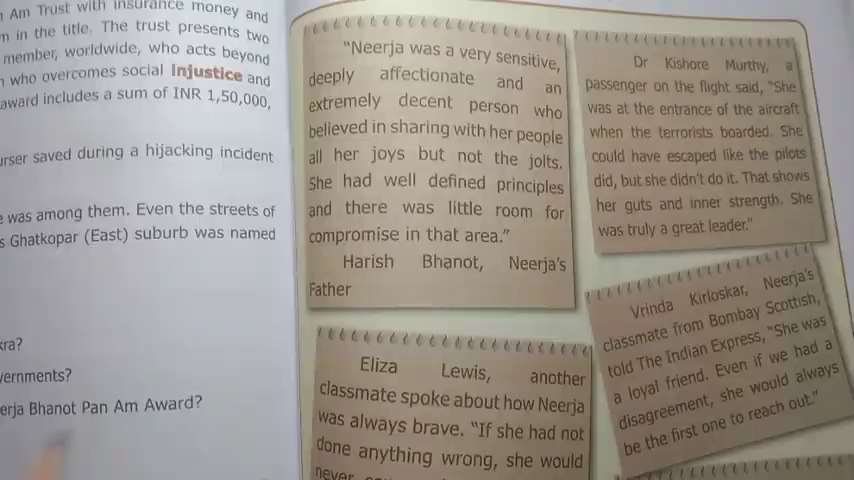 Am Trust with insurance money and
in the title. The trust presents two
member, worldwide, who acts beyond
who overcomes social Injustice and
award includes a sum of INR 1,50,000,
saved during a hijacking incident
was among them. Even the streets of
Ghatkopar (East) suburb was named
Bhanot Pan Am Award?
"Neerja was a very sensitive,
deeply affectionate and an
extremely decent person who
believed in sharing with her people
all her joys but not the jolts.
She had well defined principles
and there was little room for
compromise in that area."
Harish Bhanot, Neerja's
Father
Dr Kishore Murthy, a
passenger on the flight said, "She
was at the entrance of the aircraft
when the terrorists boarded. She
could have escaped like the pilots
did, but she didn't do it. That shows
her guts and inner strength. She
was truly a great leader."
Eliza Lewis, another
classmate spoke about how Neerja
was always brave. "If she had not
done anything wrong, she would
never
Vrinda Kirloskar, Neerja's
classmate from Bombay Scottish,
told The Indian Express, "She was
a loyal friend. Even if we had a
disagreement, she would always
be the first one to reach out."